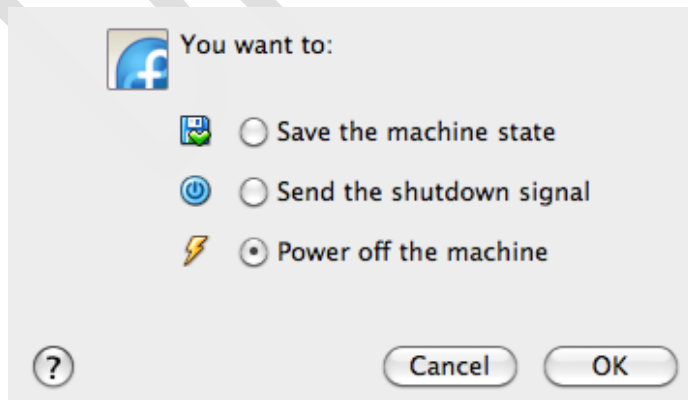 You want to:
Save the machine state
Send the shutdown signal
Power off the machine
?
Cancel
OK